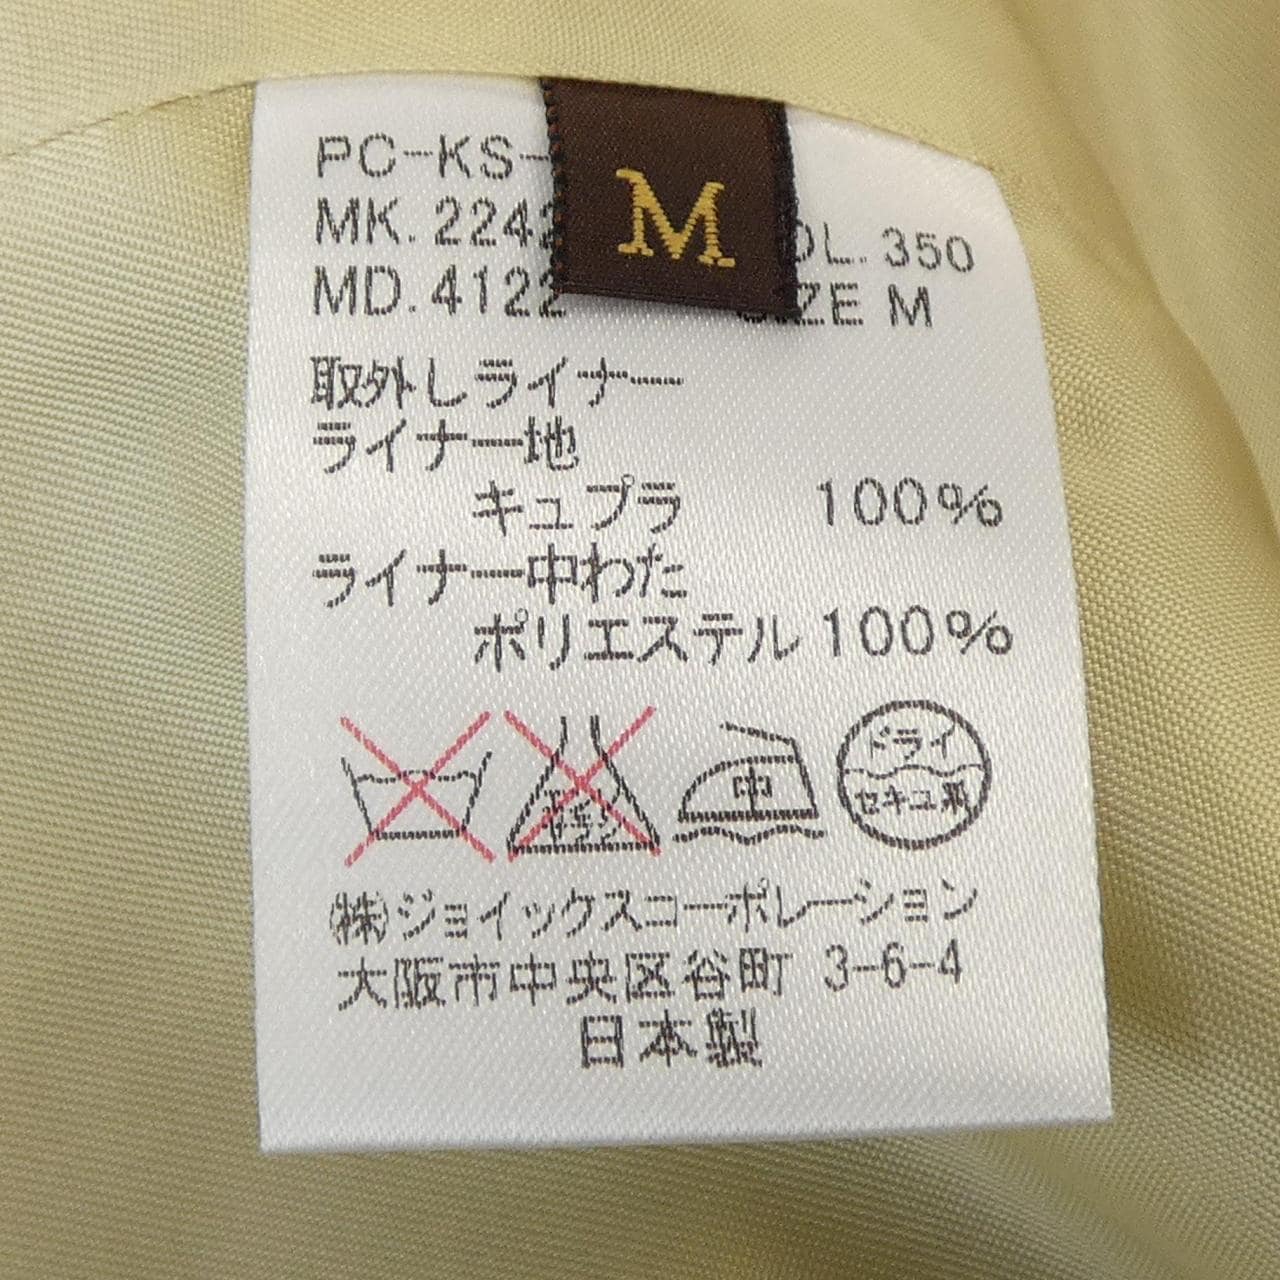 PC-KS-
M
MK.2242 OL.350
MD.4122 SIZE M
取外しライナー
ライナー地
キュプラ 100%
ライナー中わた
ポリエステル 100%
中
ドライ
セキユ系
(株)ジョイックスコーポレーション
大阪市中央区谷町 3-6-4
日本製